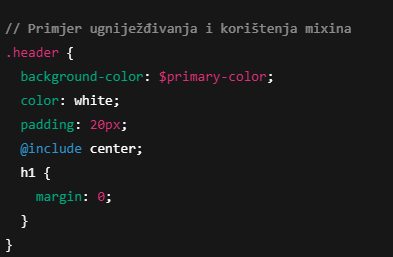 // Primjer ugniježđivanja i korištenja mixina
.header {
  background-color: $primary-color;
  color: white;
  padding: 20px;
  @include center;
  h1 {
    margin: 0;
  }
}